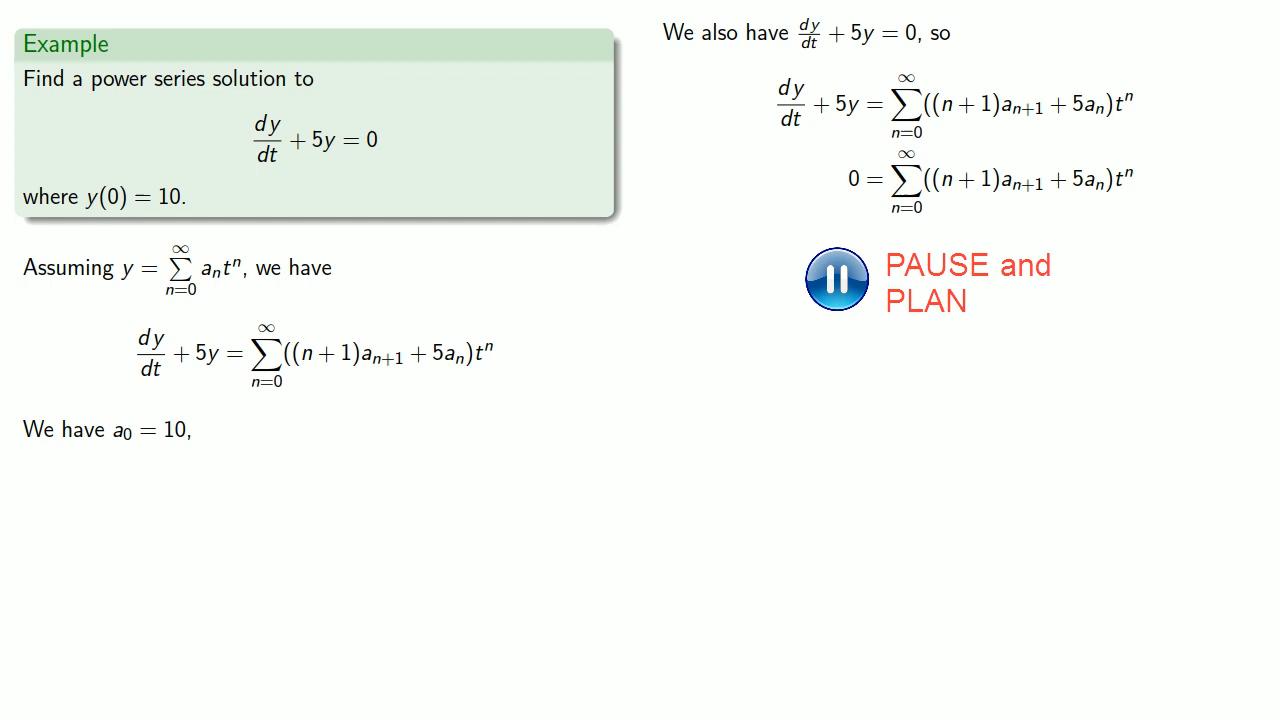 Example
Find a power series solution to
dy/dt + 5y = 0
where y(0) = 10.
Assuming y = ∑_{n=0}^{∞} a_n t^n, we have
dy/dt + 5y = ∑_{n=0}^{∞} ((n + 1)a_{n+1} + 5a_n)t^n
We have a_0 = 10,
We also have dy/dt + 5y = 0, so
dy/dt + 5y = ∑_{n=0}^{∞} ((n + 1)a_{n+1} + 5a_n)t^n
0 = ∑_{n=0}^{∞} ((n + 1)a_{n+1} + 5a_n)t^n
PAUSE and
PLAN